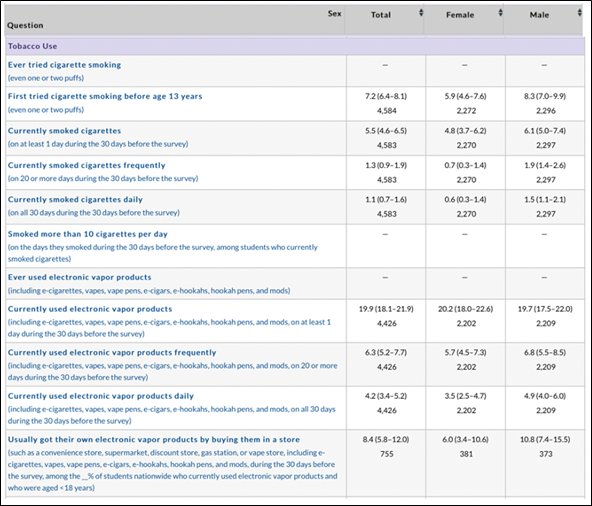 Sex Total Female Male
Question
Tobacco Use
Ever tried cigarette smoking – – –
(even one or two puffs)
First tried cigarette smoking before age 13 years 7.2 (6.4–8.1) 5.9 (4.6–7.6) 8.3 (7.0–9.9)
(even one or two puffs) 4,584 2,272 2,296
Currently smoked cigarettes 5.5 (4.6–6.5) 4.8 (3.7–6.2) 6.1 (5.0–7.4)
(on at least 1 day during the 30 days before the survey) 4,583 2,270 2,297
Currently smoked cigarettes frequently 1.3 (0.9–1.9) 0.7 (0.3–1.4) 1.9 (1.4–2.6)
(on 20 or more days during the 30 days before the survey) 4,583 2,270 2,297
Currently smoked cigarettes daily 1.1 (0.7–1.6) 0.6 (0.3–1.4) 1.5 (1.1–2.1)
(on all 30 days during the 30 days before the survey) 4,583 2,270 2,297
Smoked more than 10 cigarettes per day – – –
(on the days they smoked during the 30 days before the survey, among students who currently
smoked cigarettes)
Ever used electronic vapor products – – –
(including e-cigarettes, vapes, vape pens, e-cigars, e-hookahs, hookah pens, and mods)
Currently used electronic vapor products 19.9 (18.1–21.9) 20.2 (18.0–22.6) 19.7 (17.5–22.0)
(including e-cigarettes, vapes, vape pens, e-cigars, e-hookahs, hookah pens, and mods, on at least 1 4,426 2,202 2,209
day during the 30 days before the survey)
Currently used electronic vapor products frequently 6.3 (5.2–7.7) 5.7 (4.5–7.3) 6.8 (5.5–8.5)
(including e-cigarettes, vapes, vape pens, e-cigars, e-hookahs, hookah pens, and mods, on 20 or more 4,426 2,202 2,209
days during the 30 days before the survey)
Currently used electronic vapor products daily 4.2 (3.4–5.2) 3.5 (2.5–4.7) 4.9 (4.0–6.0)
(including e-cigarettes, vapes, vape pens, e-cigars, e-hookahs, hookah pens, and mods, on all 30 days 4,426 2,202 2,209
during the 30 days before the survey)
Usually got their own electronic vapor products by buying them in a store 8.4 (5.8–12.0) 6.0 (3.4–10.6) 10.8 (7.4–15.5)
(such as a convenience store, supermarket, discount store, gas station, or vape store, including e- 755 381 373
cigarettes, vapes, vape pens, e-cigars, e-hookahs, hookah pens, and mods, during the 30 days before the
survey, among the __% of students nationwide who currently used electronic vapor products and
who were aged <18 years)